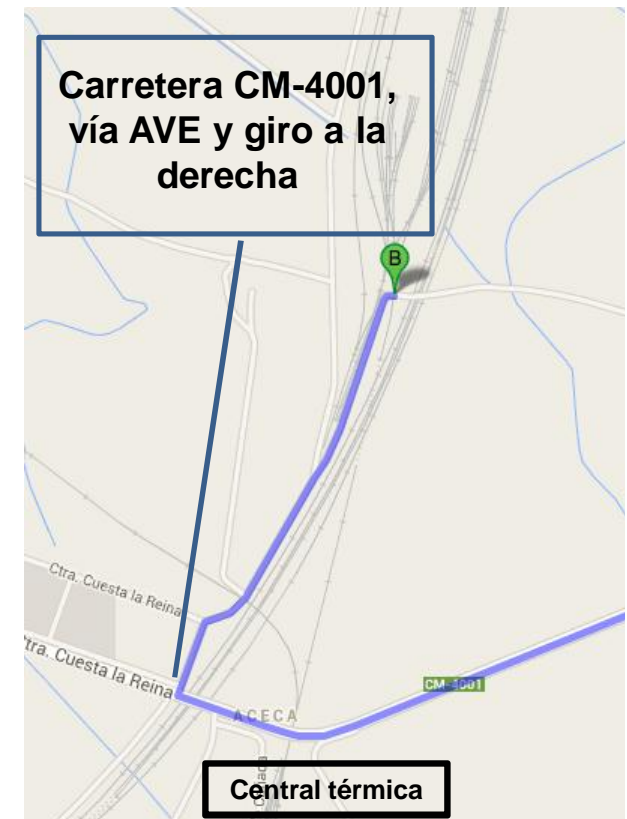 Carretera CM-4001,
vía AVE y giro a la
derecha
B
Ctra. Cuesta la Reina
Ctra. Cuesta la Reina
CM-4001
ACECA
Central térmica